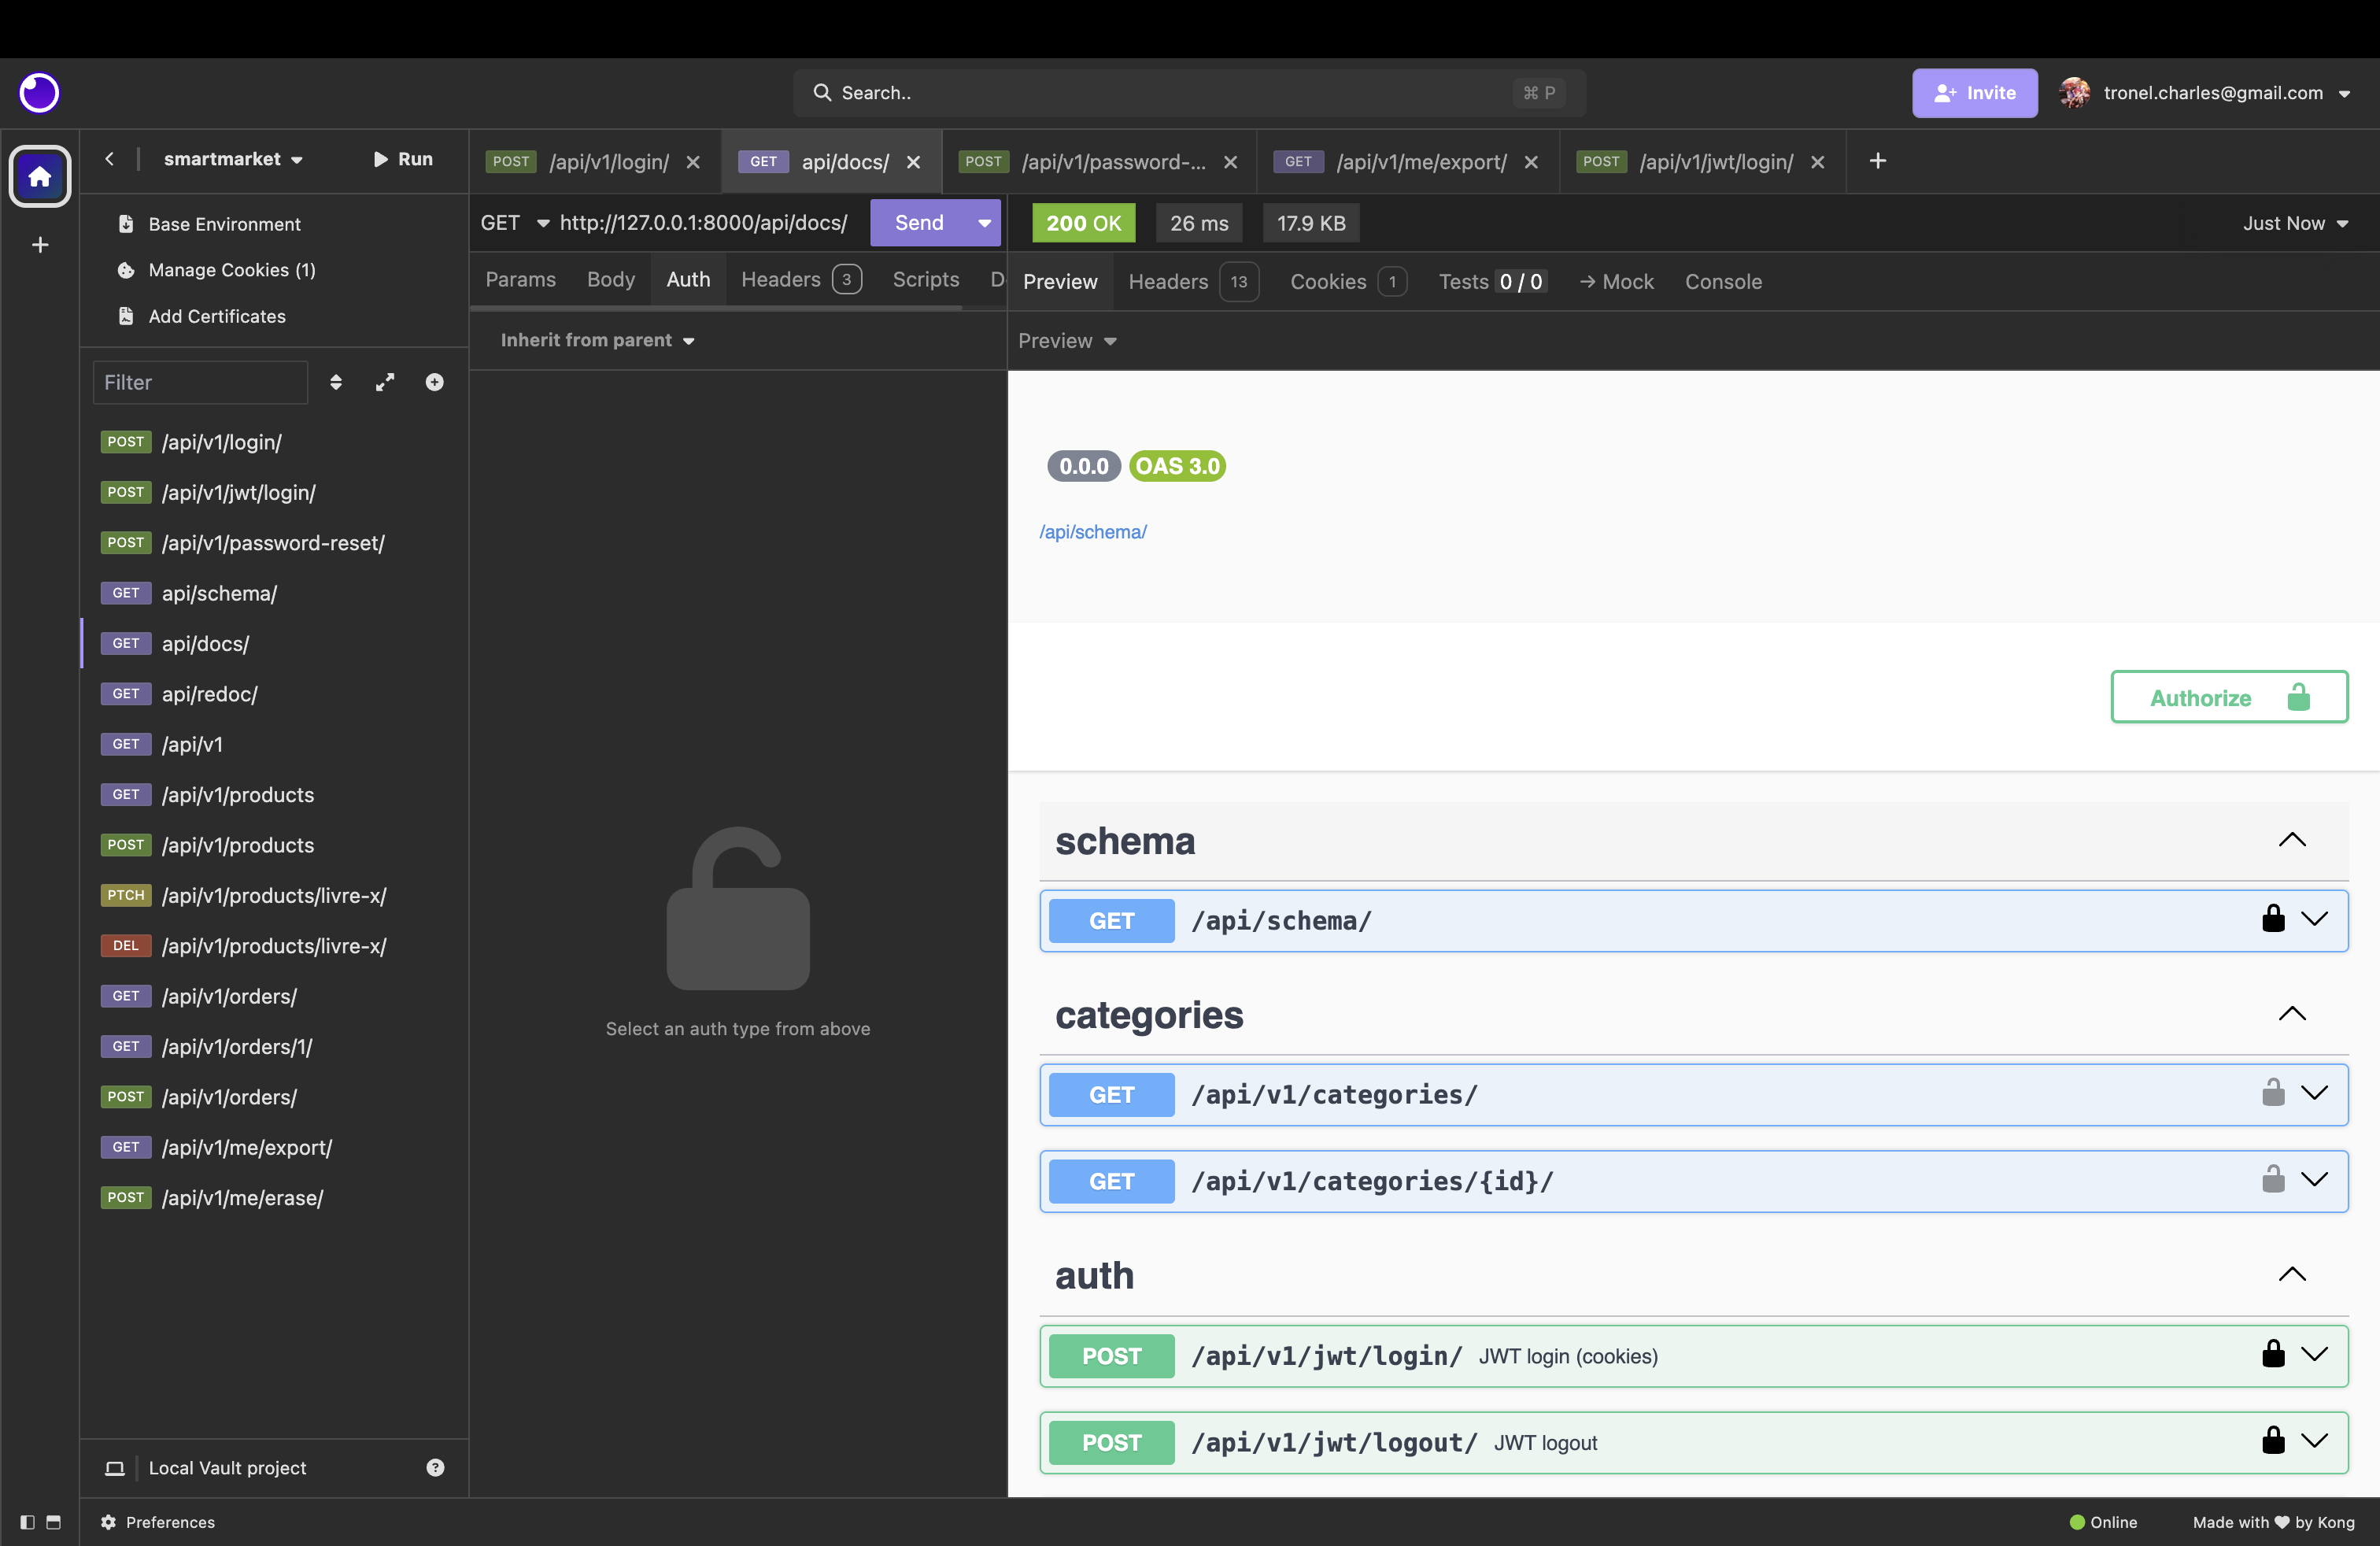 Search..
⌘ P
Invite
tronel.charles@gmail.com
smartmarket
Run
Base Environment
Manage Cookies (1)
Add Certificates
Filter
POST /api/v1/login/
POST /api/v1/jwt/login/
POST /api/v1/password-reset/
GET api/schema/
GET api/docs/
GET api/redoc/
GET /api/v1
GET /api/v1/products
POST /api/v1/products
PTCH /api/v1/products/livre-x/
DEL /api/v1/products/livre-x/
GET /api/v1/orders/
GET /api/v1/orders/1/
POST /api/v1/orders/
GET /api/v1/me/export/
POST /api/v1/me/erase/
Local Vault project
POST /api/v1/login/
GET api/docs/
POST /api/v1/password-...
GET /api/v1/me/export/
POST /api/v1/jwt/login/
GET http://127.0.0.1:8000/api/docs/ Send
Params Body Auth Headers 3 Scripts D
Inherit from parent
Select an auth type from above
200 OK 26 ms 17.9 KB Just Now
Preview Headers 13 Cookies 1 Tests 0 / 0 → Mock Console
Preview
0.0.0 OAS 3.0
/api/schema/
Authorize
schema
GET /api/schema/
categories
GET /api/v1/categories/
GET /api/v1/categories/{id}/
auth
POST /api/v1/jwt/login/ JWT login (cookies)
POST /api/v1/jwt/logout/ JWT logout
Preferences
Online
Made with ♥ by Kong